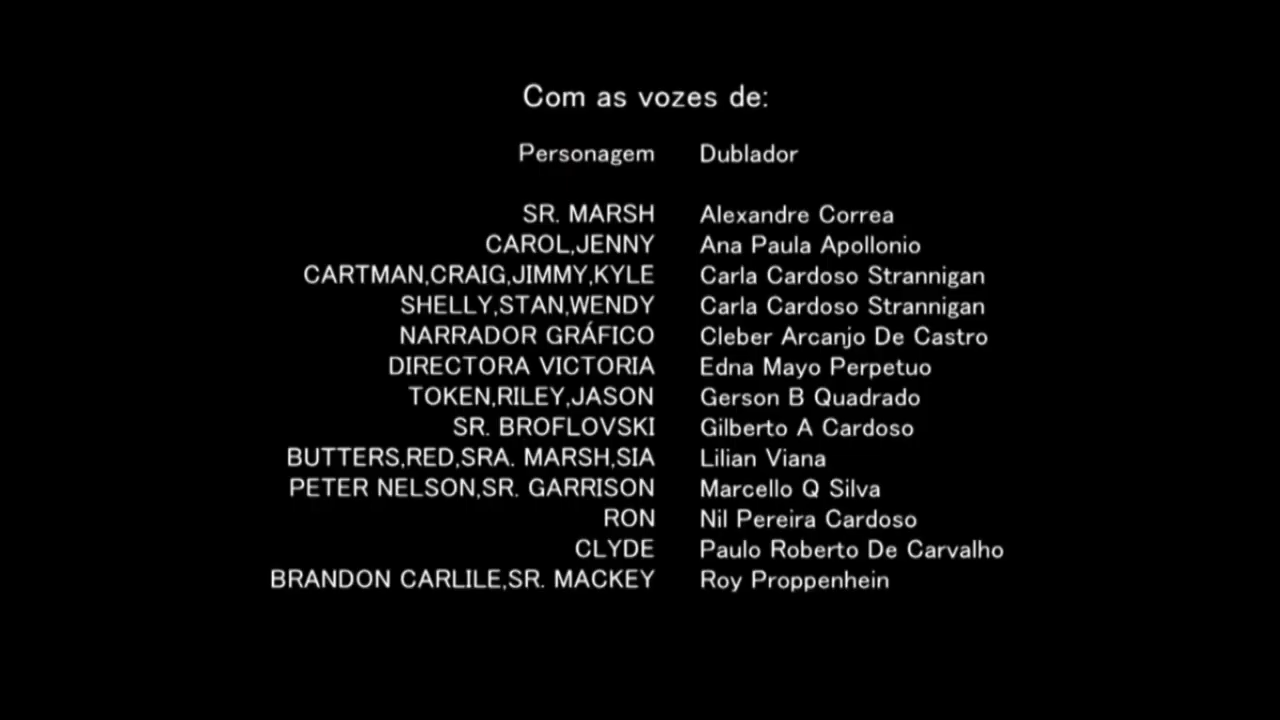 Com as vozes de:
Personagem Dublador
SR. MARSH Alexandre Correa
CAROL,JENNY Ana Paula Apollonio
CARTMAN,CRAIG,JIMMY,KYLE Carla Cardoso Strannigan
SHELLY,STAN,WENDY Carla Cardoso Strannigan
NARRADOR GRÁFICO Cleber Arcanjo De Castro
DIRECTORA VICTORIA Edna Mayo Perpetuo
TOKEN,RILEY,JASON Gerson B Quadrado
SR. BROFLOVSKI Gilberto A Cardoso
BUTTERS,RED,SRA. MARSH,SIA Lilian Viana
PETER NELSON,SR. GARRISON Marcello Q Silva
RON Nil Pereira Cardoso
CLYDE Paulo Roberto De Carvalho
BRANDON CARLILE,SR. MACKEY Roy Proppenhein